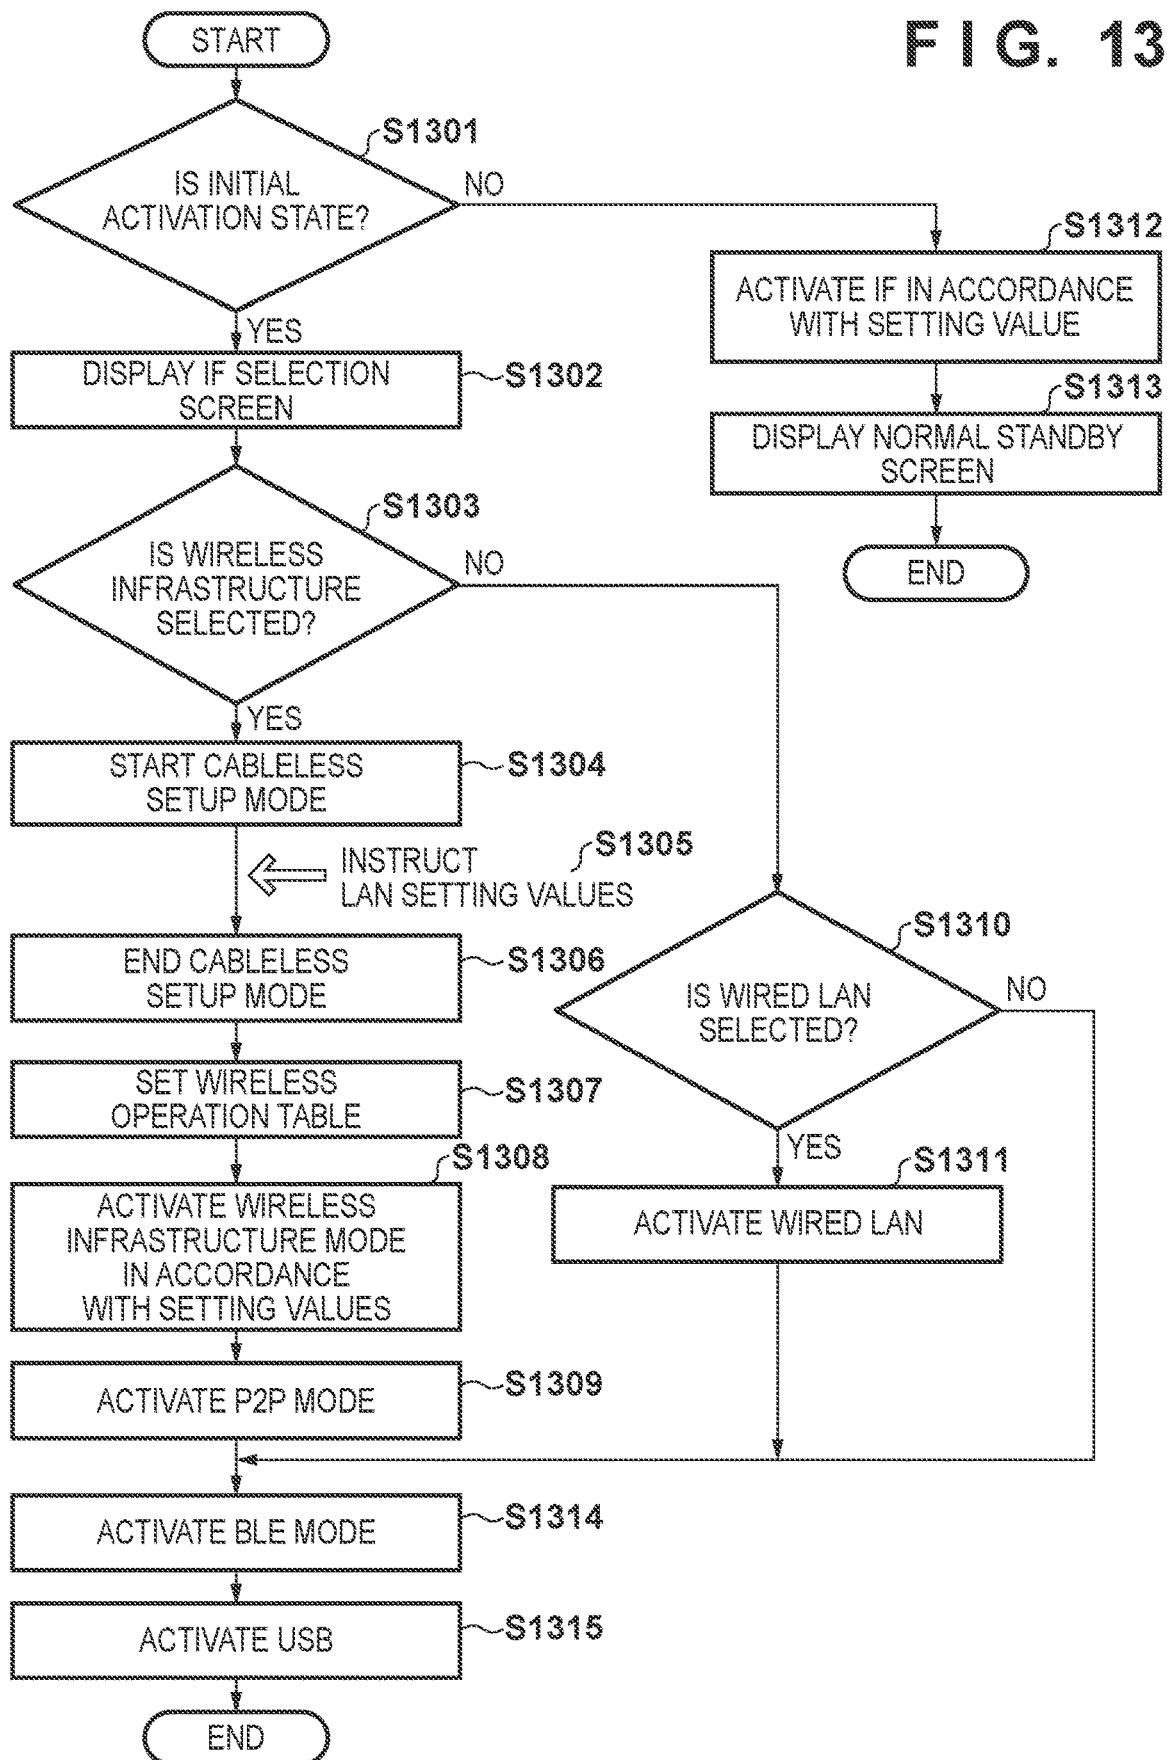 FIG. 13
START
S1301
IS INITIAL
ACTIVATION STATE?
NO
YES
S1312
ACTIVATE IF IN ACCORDANCE
WITH SETTING VALUE
DISPLAY IF SELECTION
SCREEN
S1302
S1313
DISPLAY NORMAL STANDBY
SCREEN
END
S1303
IS WIRELESS
INFRASTRUCTURE
SELECTED?
NO
YES
START CABLELESS
SETUP MODE
S1304
INSTRUCT
LAN SETTING VALUES
S1305
END CABLELESS
SETUP MODE
S1306
S1310
IS WIRED LAN
SELECTED?
NO
YES
SET WIRELESS
OPERATION TABLE
S1307
S1308
ACTIVATE WIRELESS
INFRASTRUCTURE MODE
IN ACCORDANCE
WITH SETTING VALUES
S1311
ACTIVATE WIRED LAN
ACTIVATE P2P MODE
S1309
ACTIVATE BLE MODE
S1314
ACTIVATE USB
S1315
END